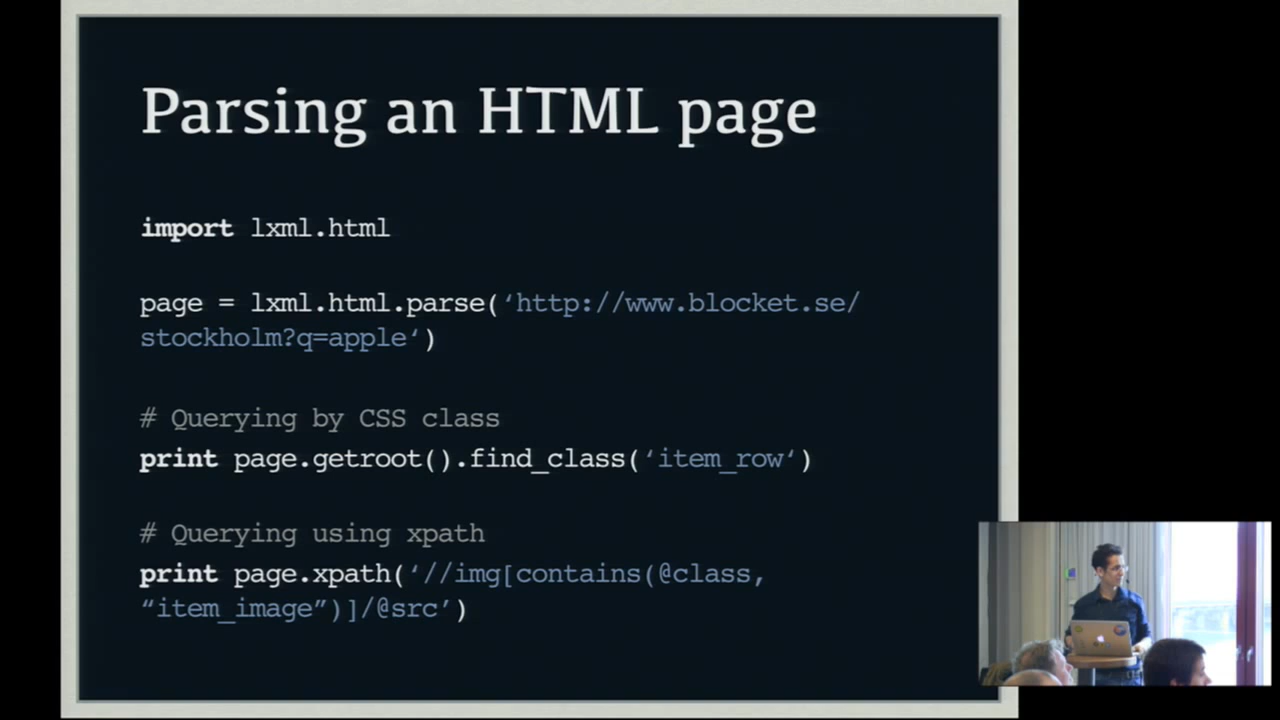 Parsing an HTML page
import lxml.html
page = lxml.html.parse(‘http://www.blocket.se/
stockholm?q=apple‘)
# Querying by CSS class
print page.getroot().find_class(‘item_row‘)
# Querying using xpath
print page.xpath(‘//img[contains(@class,
“item_image”)]/@src’)